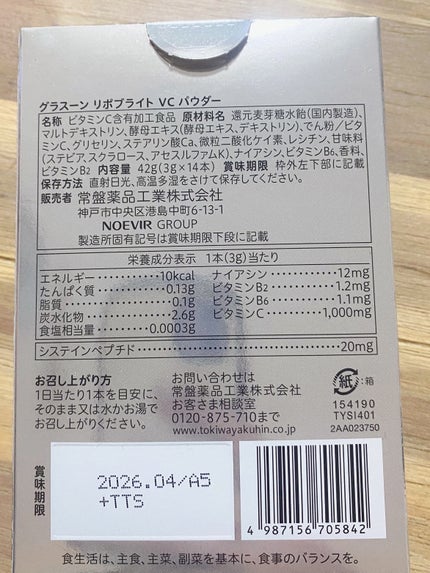 グラスーン リポブライト VC パウダー
名称 ビタミンC含有加工食品 原材料名 還元麦芽糖水飴(国内製造)、
マルトデキストリン、酵母エキス(酵母エキス、デキストリン)、でん粉／ビ
タミンC、グリセリン、ステアリン酸Ca、微粒二酸化ケイ素、レシチン、甘味料
(ステビア、スクラロース、アセスルファムK)、ナイアシン、ビタミンB6、香料、
ビタミンB2 内容量 42g(3g×14本) 賞味期限 枠外左下部に記載
保存方法 直射日光、高温多湿をさけて保存してください。
販売者 常盤薬品工業株式会社
神戸市中央区港島中町6-13-1
NOEVIR GROUP
製造所固有記号は賞味期限下段に記載
栄養成分表示 1本(3g)当たり
エネルギー 10kcal ナイアシン 12mg
たんぱく質 0.13g ビタミンB2 1.2mg
脂質 0.1g ビタミンB6 1.1mg
炭水化物 2.6g ビタミンC 1,000mg
食塩相当量 0.0003g
システインペプチド 20mg
お召し上がり方
1日当たり1本を目安に、
そのまま又は水かお湯で
お召し上がりください。
お問い合わせは
常盤薬品工業株式会社
お客さま相談室
0120-875-710まで
www.tokiwayakuhin.co.jp
紙 :箱
154190
TYSI401
2AA023750
賞味期限
2026.04/A5
+TTS
4 987156 705842
食生活は、主食、主菜、副菜を基本に、食事のバランスを。